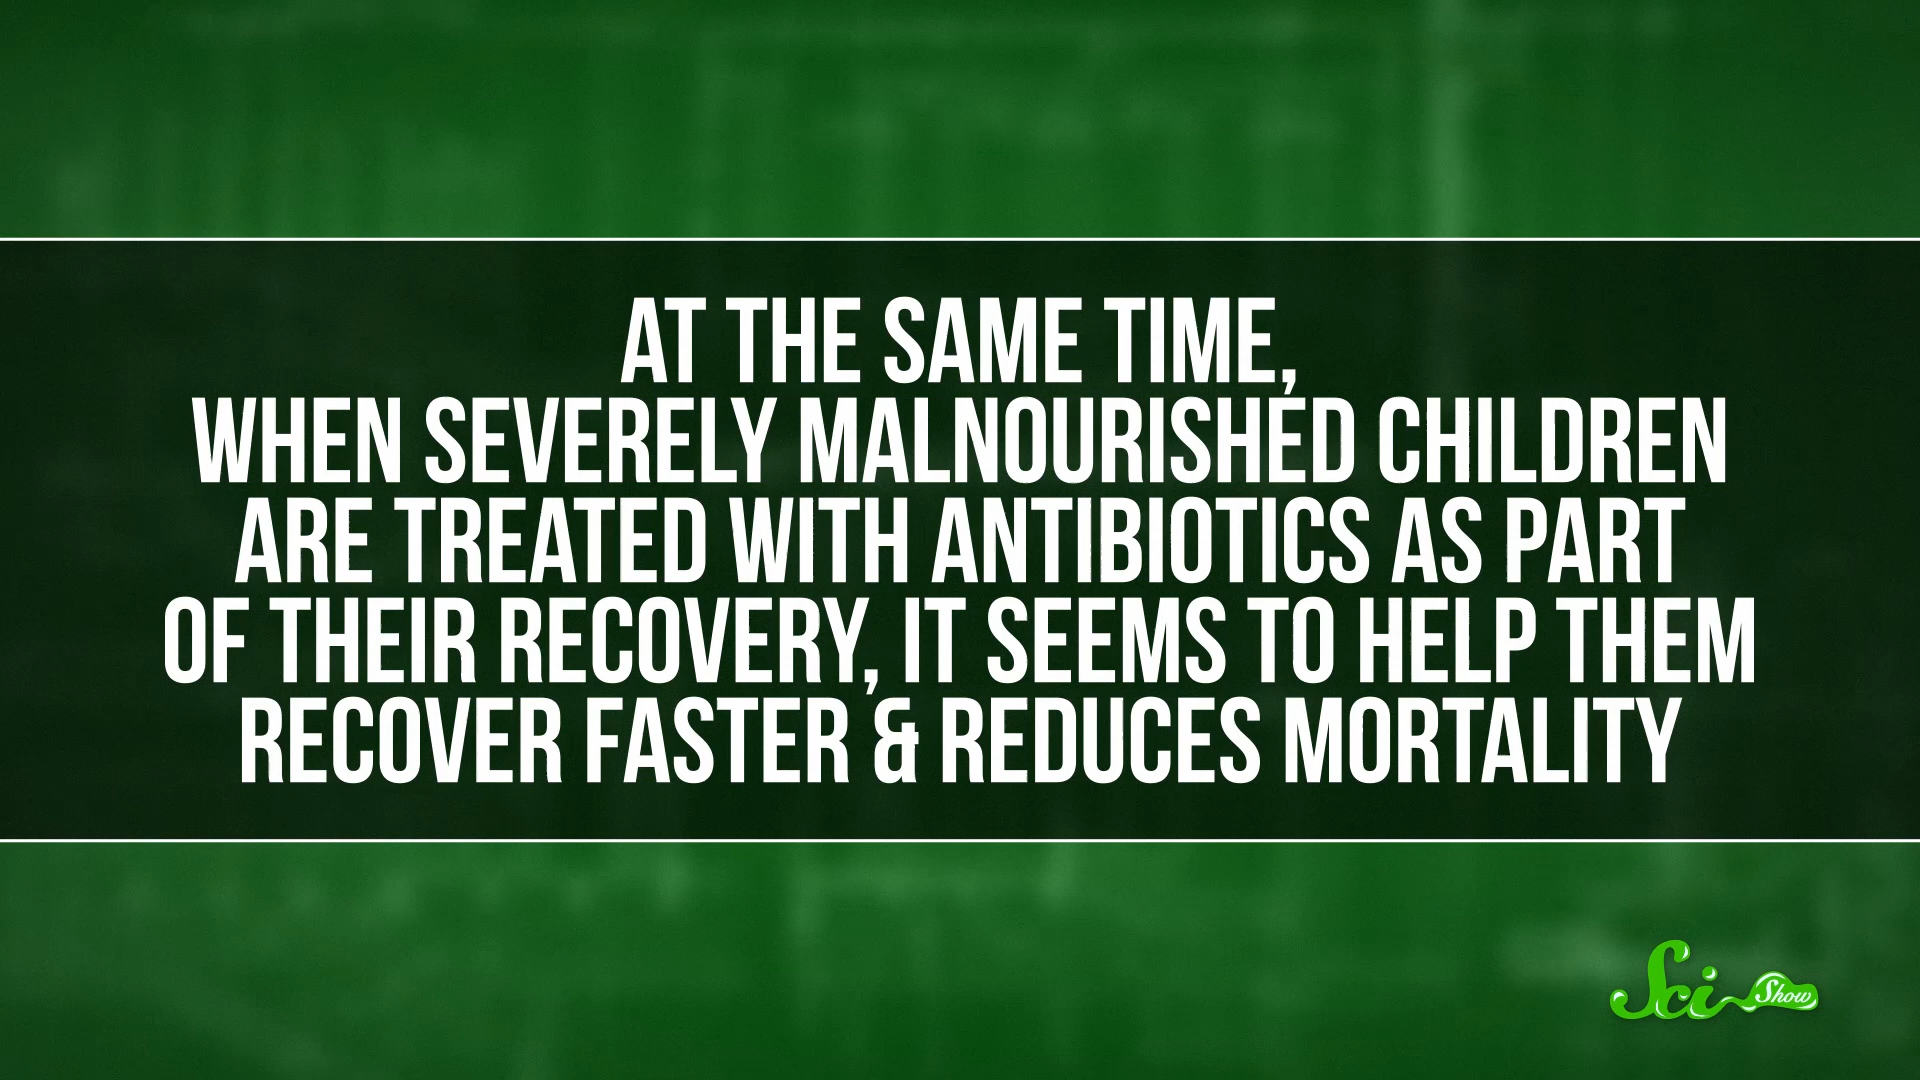 AT THE SAME TIME,
WHEN SEVERELY MALNOURISHED CHILDREN
ARE TREATED WITH ANTIBIOTICS AS PART
OF THEIR RECOVERY, IT SEEMS TO HELP THEM
RECOVER FASTER & REDUCES MORTALITY
Sci Show